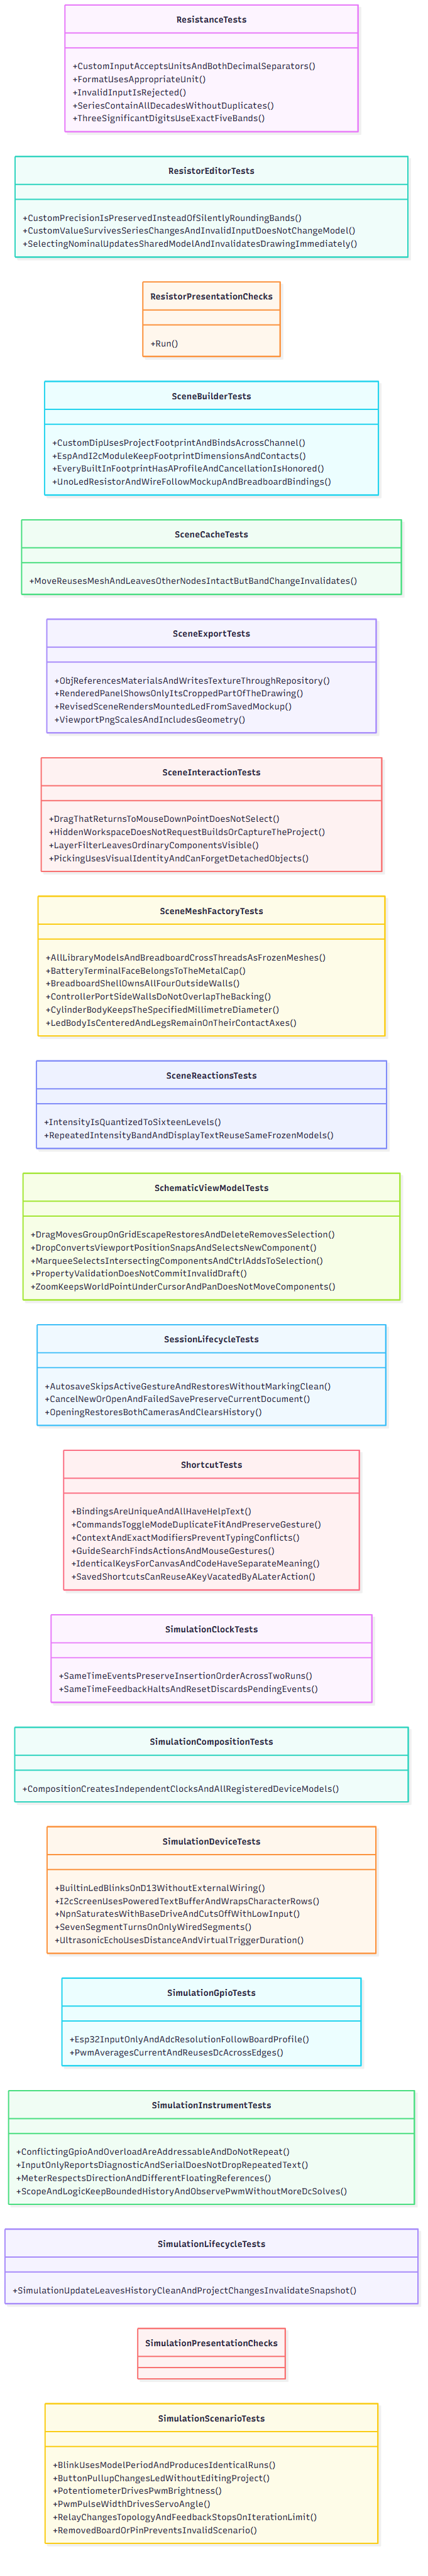 ResistanceTests
+CustomInputAcceptsUnitsAndBothDecimalSeparators()
+FormatUsesAppropriateUnit()
+InvalidInputIsRejected()
+SeriesContainAllDecadesWithoutDuplicates()
+ThreeSignificantDigitsUseExactFiveBands()
ResistorEditorTests
+CustomPrecisionIsPreservedInsteadOfSilentlyRoundingBands()
+CustomValueSurvivesSeriesChangesAndInvalidInputDoesNotChangeModel()
+SelectingNominalUpdatesSharedModelAndInvalidatesDrawingImmediately()
ResistorPresentationChecks
+Run()
SceneBuilderTests
+CustomDipUsesProjectFootprintAndBindsAcrossChannel()
+EspAndI2cModuleKeepFootprintDimensionsAndContacts()
+EveryBuiltInFootprintHasAProfileAndCancellationIsHonored()
+UnoLedResistorAndWireFollowMockupAndBreadboardBindings()
SceneCacheTests
+MoveReusesMeshAndLeavesOtherNodesIntactButBandChangeInvalidates()
SceneExportTests
+ObjReferencesMaterialsAndWritesTextureThroughRepository()
+RenderedPanelShowsOnlyItsCroppedPartOfTheDrawing()
+RevisedSceneRendersMountedLedFromSavedMockup()
+ViewportPngScalesAndIncludesGeometry()
SceneInteractionTests
+DragThatReturnsToMouseDownPointDoesNotSelect()
+HiddenWorkspaceDoesNotRequestBuildsOrCaptureTheProject()
+LayerFilterLeavesOrdinaryComponentsVisible()
+PickingUsesVisualIdentityAndCanForgetDetachedObjects()
SceneMeshFactoryTests
+AllLibraryModelsAndBreadboardCrossThreadsAsFrozenMeshes()
+BatteryTerminalFaceBelongsToTheMetalCap()
+BreadboardShellOwnsAllFourOutsideWalls()
+ControllerPortSideWallsDoNotOverlapTheBacking()
+CylinderBodyKeepsTheSpecifiedMillimetreDiameter()
+LedBodyIsCenteredAndLegsRemainOnTheirContactAxes()
SceneReactionsTests
+IntensityIsQuantizedToSixteenLevels()
+RepeatedIntensityBandAndDisplayTextReuseSameFrozenModels()
SchematicViewModelTests
+DragMovesGroupOnGridEscapeRestoresAndDeleteRemovesSelection()
+DropConvertsViewportPositionSnapsAndSelectsNewComponent()
+MarqueeSelectsIntersectingComponentsAndCtrlAddsToSelection()
+PropertyValidationDoesNotCommitInvalidDraft()
+ZoomKeepsWorldPointUnderCursorAndPanDoesNotMoveComponents()
SessionLifecycleTests
+AutosaveSkipsActiveGestureAndRestoresWithoutMarkingClean()
+CancelNewOrOpenAndFailedSavePreserveCurrentDocument()
+OpeningRestoresBothCamerasAndClearsHistory()
ShortcutTests
+BindingsAreUniqueAndAllHaveHelpText()
+CommandsToggleModeDuplicateFitAndPreserveGesture()
+ContextAndExactModifiersPreventTypingConflicts()
+GuideSearchFindsActionsAndMouseGestures()
+IdenticalKeysForCanvasAndCodeHaveSeparateMeaning()
+SavedShortcutsCanReuseAKeyVacatedByALaterAction()
SimulationClockTests
+SameTimeEventsPreserveInsertionOrderAcrossTwoRuns()
+SameTimeFeedbackHaltsAndResetDiscardsPendingEvents()
SimulationCompositionTests
+CompositionCreatesIndependentClocksAndAllRegisteredDeviceModels()
SimulationDeviceTests
+BuiltinLedBlinksOnD13WithoutExternalWiring()
+I2cScreenUsesPoweredTextBufferAndWrapsCharacterRows()
+NpnSaturatesWithBaseDriveAndCutsOffWithLowInput()
+SevenSegmentTurnsOnOnlyWiredSegments()
+UltrasonicEchoUsesDistanceAndVirtualTriggerDuration()
SimulationGpioTests
+Esp32InputOnlyAndAdcResolutionFollowBoardProfile()
+PwmAveragesCurrentAndReusesDcAcrossEdges()
SimulationInstrumentTests
+ConflictingGpioAndOverloadAreAddressableAndDoNotRepeat()
+InputOnlyReportsDiagnosticAndSerialDoesNotDropRepeatedText()
+MeterRespectsDirectionAndDifferentFloatingReferences()
+ScopeAndLogicKeepBoundedHistoryAndObservePwmWithoutMoreDcSolves()
SimulationLifecycleTests
+SimulationUpdateLeavesHistoryCleanAndProjectChangesInvalidateSnapshot()
SimulationPresentationChecks
SimulationScenarioTests
+BlinkUsesModelPeriodAndProducesIdenticalRuns()
+ButtonPullupChangesLedWithoutEditingProject()
+PotentiometerDrivesPwmBrightness()
+PwmPulseWidthDrivesServoAngle()
+RelayChangesTopologyAndFeedbackStopsOnIterationLimit()
+RemovedBoardOrPinPreventsInvalidScenario()